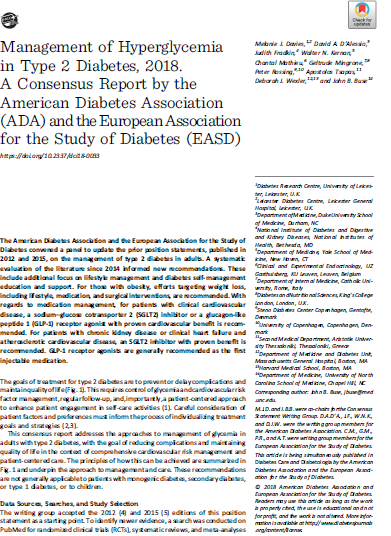 Check for
updates
Management of Hyperglycemia
in Type 2 Diabetes, 2018.
A Consensus Report by the
American Diabetes Association
(ADA) and the European Association
for the Study of Diabetes (EASD)
https://doi.org/10.2337/dci18-0033
Melanie J. Davies,1,2 David A. D'Alessio,3
Judith Fradkin,4 Walter N. Kernan,5
Chantal Mathieu,6 Geltrude Mingrone,7,8
Peter Rossing,9,10 Apostolos Tsapas,11
Deborah J. Wexler,12,13 and John B. Buse14
The American Diabetes Association and the European Association for the Study of
Diabetes convened a panel to update the prior position statements, published in
2012 and 2015, on the management of type 2 diabetes in adults. A systematic
evaluation of the literature since 2014 informed new recommendations. These
include additional focus on lifestyle management and diabetes self-management
education and support. For those with obesity, efforts targeting weight loss,
including lifestyle, medication, and surgical interventions, are recommended. With
regards to medication management, for patients with clinical cardiovascular
disease, a sodium–glucose cotransporter 2 (SGLT2) inhibitor or a glucagon-like
peptide 1 (GLP-1) receptor agonist with proven cardiovascular benefit is recom-
mended. For patients with chronic kidney disease or clinical heart failure and
atherosclerotic cardiovascular disease, an SGLT2 inhibitor with proven benefit is
recommended. GLP-1 receptor agonists are generally recommended as the first
injectable medication.
The goals of treatment for type 2 diabetes are to prevent or delay complications and
maintain quality of life (Fig. 1). This requires control of glycemia and cardiovascular risk
factor management, regular follow-up, and, importantly, a patient-centered approach
to enhance patient engagement in self-care activities (1). Careful consideration of
patient factors and preferences must inform the process of individualizing treatment
goals and strategies (2,3).
This consensus report addresses the approaches to management of glycemia in
adults with type 2 diabetes, with the goal of reducing complications and maintaining
quality of life in the context of comprehensive cardiovascular risk management and
patient-centered care. The principles of how this can be achieved are summarized in
Fig. 1 and underpin the approach to management and care. These recommendations
are not generally applicable to patients with monogenic diabetes, secondary diabetes,
or type 1 diabetes, or to children.
Data Sources, Searches, and Study Selection
The writing group accepted the 2012 (4) and 2015 (5) editions of this position
statement as a starting point. To identify newer evidence, a search was conducted on
PubMed for randomized clinical trials (RCTs), systematic reviews, and meta-analyses
1Diabetes Research Centre, University of Leices-
ter, Leicester, U.K.
2Leicester Diabetes Centre, Leicester General
Hospital, Leicester, U.K.
3Department of Medicine, Duke University School
of Medicine, Durham, NC
4National Institute of Diabetes and Digestive
and Kidney Diseases, National Institutes of
Health, Bethesda, MD
5Department of Medicine, Yale School of Med-
icine, New Haven, CT
6Clinical and Experimental Endocrinology, UZ
Gasthuisberg, KU Leuven, Leuven, Belgium
7Department of Internal Medicine, Catholic Uni-
versity, Rome, Italy
8Diabetes and Nutritional Sciences, King's College
London, London, U.K.
9Steno Diabetes Center Copenhagen, Gentofte,
Denmark
10University of Copenhagen, Copenhagen, Den-
mark
11Second Medical Department, Aristotle Univer-
sity Thessaloniki, Thessaloniki, Greece
12Department of Medicine and Diabetes Unit,
Massachusetts General Hospital, Boston, MA
13Harvard Medical School, Boston, MA
14Department of Medicine, University of North
Carolina School of Medicine, Chapel Hill, NC
Corresponding author: John B. Buse, jbuse@med
.unc.edu.
M.J.D. and J.B.B. were co-chairs for the Consensus
Statement Writing Group. D.A.D'A., J.F., W.N.K.,
and D.J.W. were the writing group members for
the American Diabetes Association. C.M., G.M.,
P.R., and A.T. were writing group members for the
European Association for the Study of Diabetes.
This article is being simultaneously published in
Diabetes Care and Diabetologia by the American
Diabetes Association and the European Associ-
ation for the Study of Diabetes.
© 2018 American Diabetes Association and
European Association for the Study of Diabetes.
Readers may use this article as long as the work
is properly cited, the use is educational and not
for profit, and the work is not altered. More infor-
mation is available at http://www.diabetesjournals
.org/content/license.